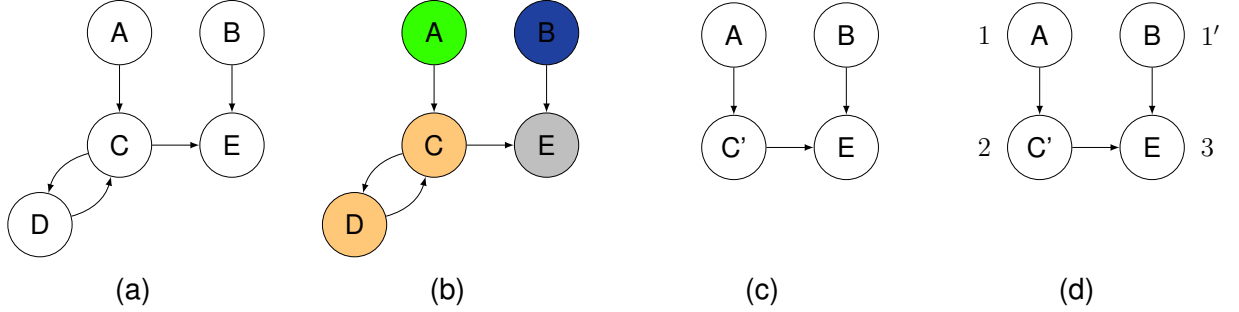 A B A B A B 1 A B 1′
C E C E C' E 2 C' E 3
D D
(a) (b) (c) (d)